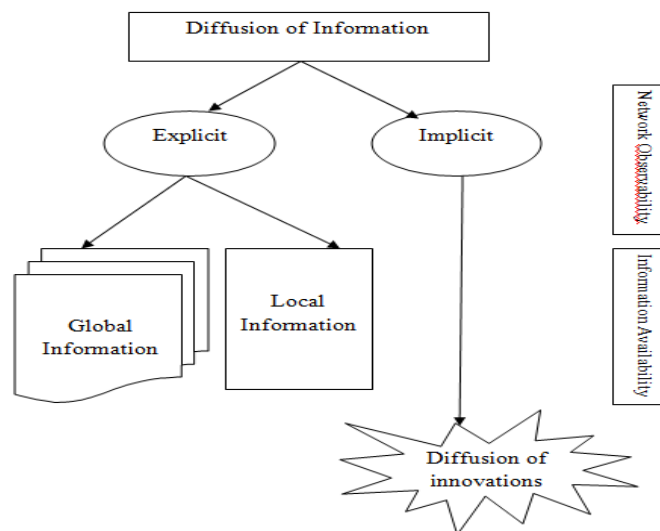 Diffusion of Information
Explicit
Implicit
Network Observability
Global
Information
Local
Information
Information Availability
Diffusion of
innovations